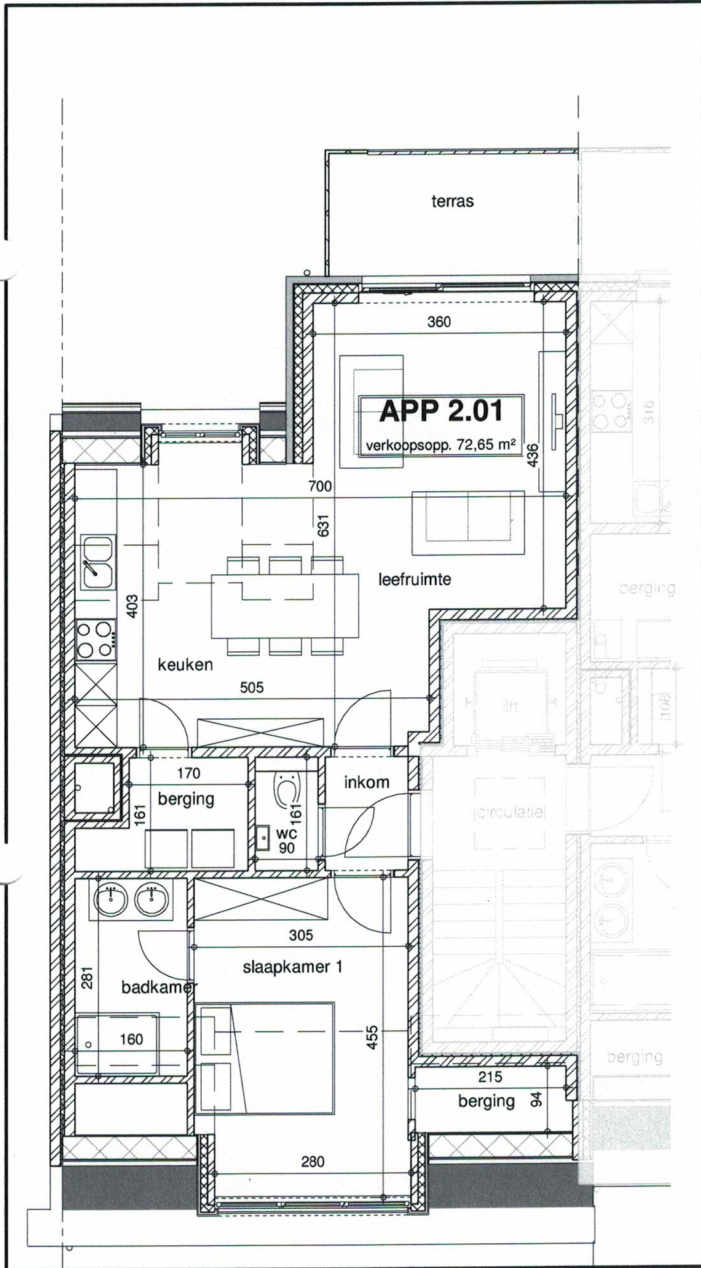 terras
360
APP 2.01
verkoopsopp. 72,65 m²
436
316
700
631
leefruimte
berging
403
keuken
505
lift
106
170
berging
161
inkom
161
wc
90
circulatie
305
slaapkamer 1
281
badkamer
455
160
berging
215
berging
94
280